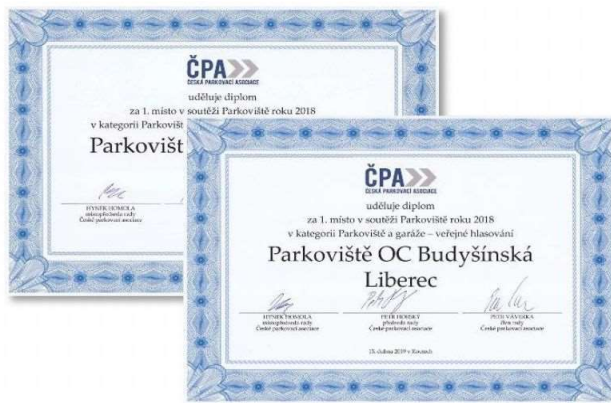 ČPA
ČESKÁ PARKOVACÍ ASOCIACE
uděluje diplom
za 1. místo v soutěži Parkoviště roku 2018
v kategorii Parkovišt
Parkovišt
HYNEK HOMOLA
místopředseda rady
České parkovací asociace
ČPA
ČESKÁ PARKOVACÍ ASOCIACE
uděluje diplom
za 1. místo v soutěži Parkoviště roku 2018
v kategorii Parkoviště a garáže – veřejné hlasování
Parkoviště OC Budyšínská
Liberec
HYNEK HOMOLA
místopředseda rady
České parkovací asociace
PETR HORSKÝ
předseda rady
České parkovací asociace
PETR VÁVERKA
člen rady
České parkovací asociace
dubna 2019 v